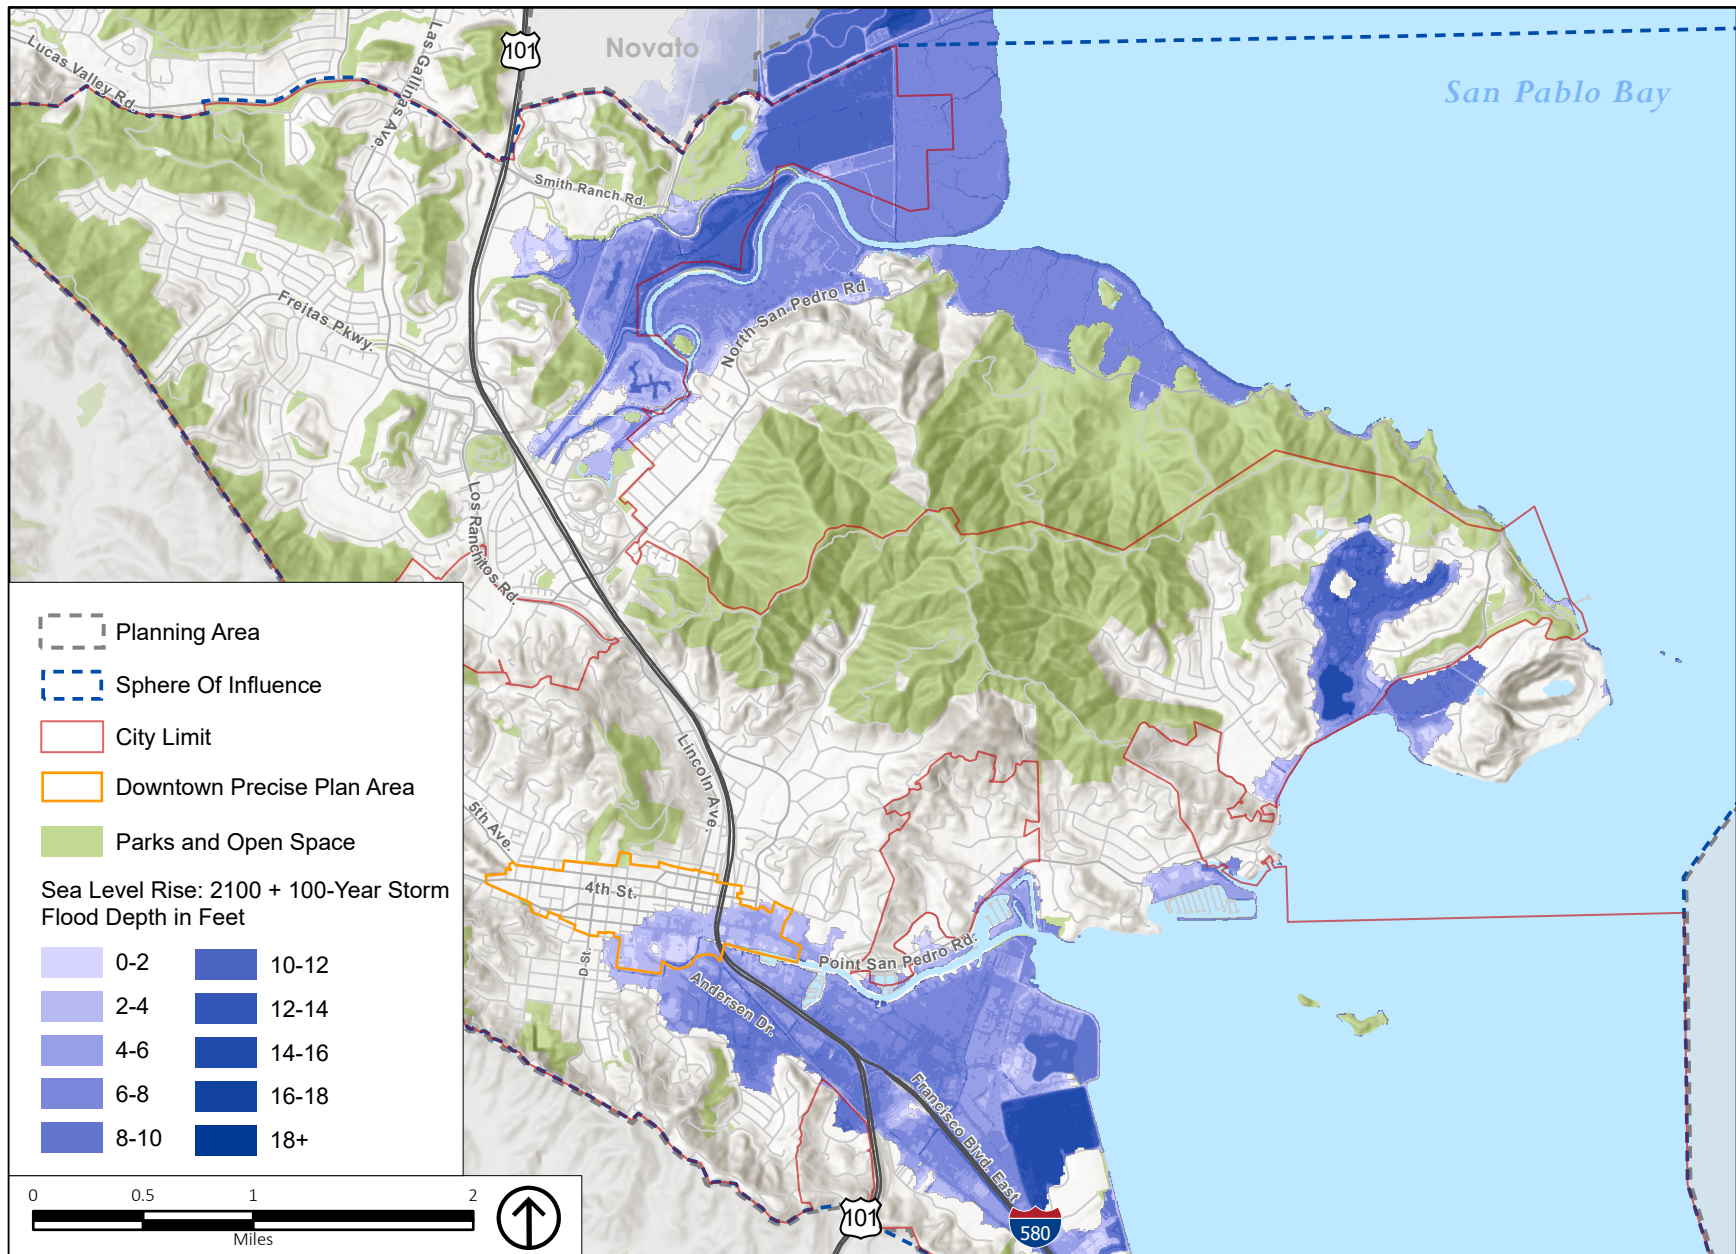 101
Novato
San Pablo Bay
Lucas Valley Rd.
Las Gallinas Ave.
Smith Ranch Rd.
Freitas Pkwy.
North San Pedro Rd.
Los Ranchitos Rd.
Lincoln Ave.
5th Ave.
4th St.
D St.
Point San Pedro Rd.
Andersen Dr.
Francisco Blvd. East
101
580
Planning Area
Sphere Of Influence
City Limit
Downtown Precise Plan Area
Parks and Open Space
Sea Level Rise: 2100 + 100-Year Storm
Flood Depth in Feet
0-2
2-4
4-6
6-8
8-10
10-12
12-14
14-16
16-18
18+
0 0.5 1 2
Miles